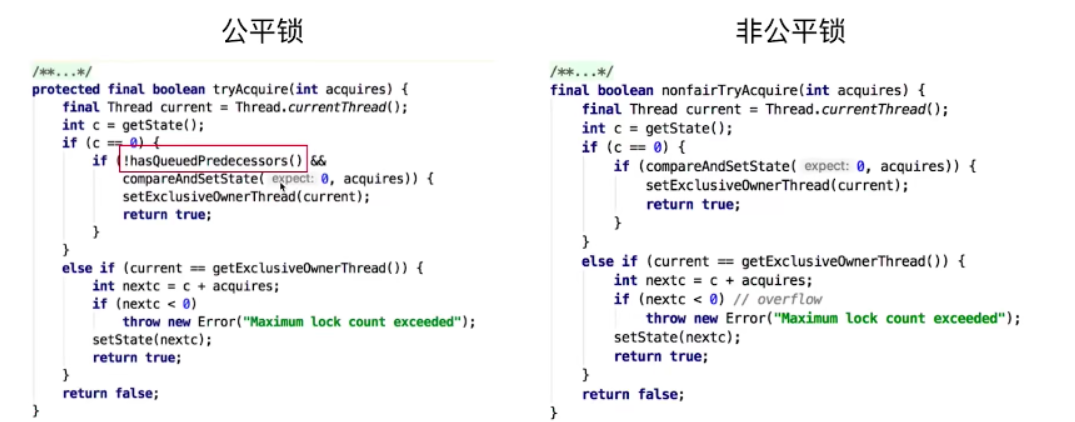 公平锁
/**...*/
protected final boolean tryAcquire(int acquires) {
final Thread current = Thread.currentThread();
int c = getState();
if (c == 0) {
if (!hasQueuedPredecessors() &&
compareAndSetState( expect: 0, acquires)) {
setExclusiveOwnerThread(current);
return true;
}
}
else if (current == getExclusiveOwnerThread()) {
int nextc = c + acquires;
if (nextc < 0)
throw new Error("Maximum lock count exceeded");
setState(nextc);
return true;
}
return false;
}
非公平锁
/**...*/
final boolean nonfairTryAcquire(int acquires) {
final Thread current = Thread.currentThread();
int c = getState();
if (c == 0) {
if (compareAndSetState( expect: 0, acquires)) {
setExclusiveOwnerThread(current);
return true;
}
}
else if (current == getExclusiveOwnerThread()) {
int nextc = c + acquires;
if (nextc < 0) // overflow
throw new Error("Maximum lock count exceeded");
setState(nextc);
return true;
}
return false;
}